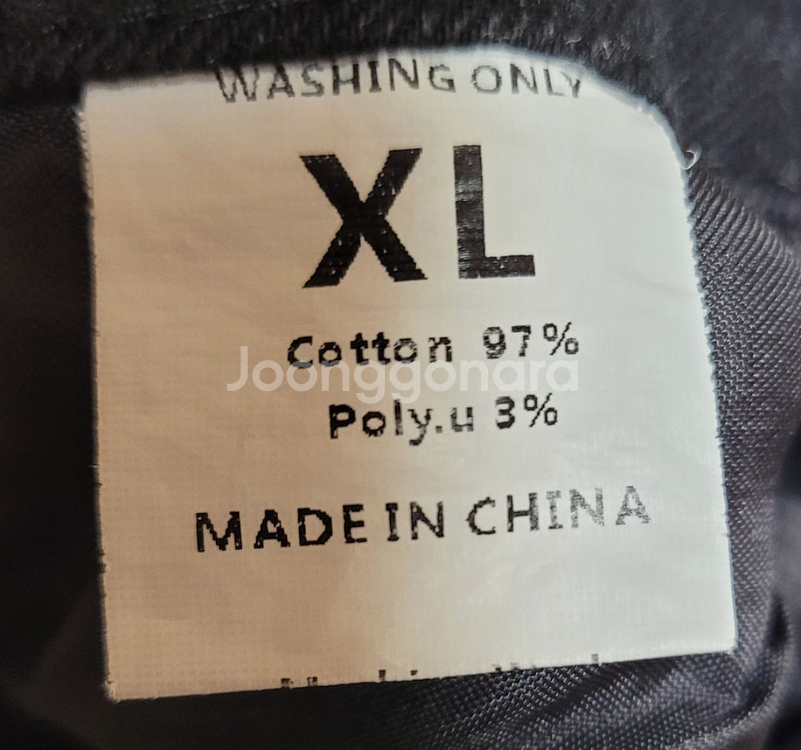 WASHING ONLY
XL
Cotton 97%
Joonggonara
Poly.u 3%
MADE IN CHINA